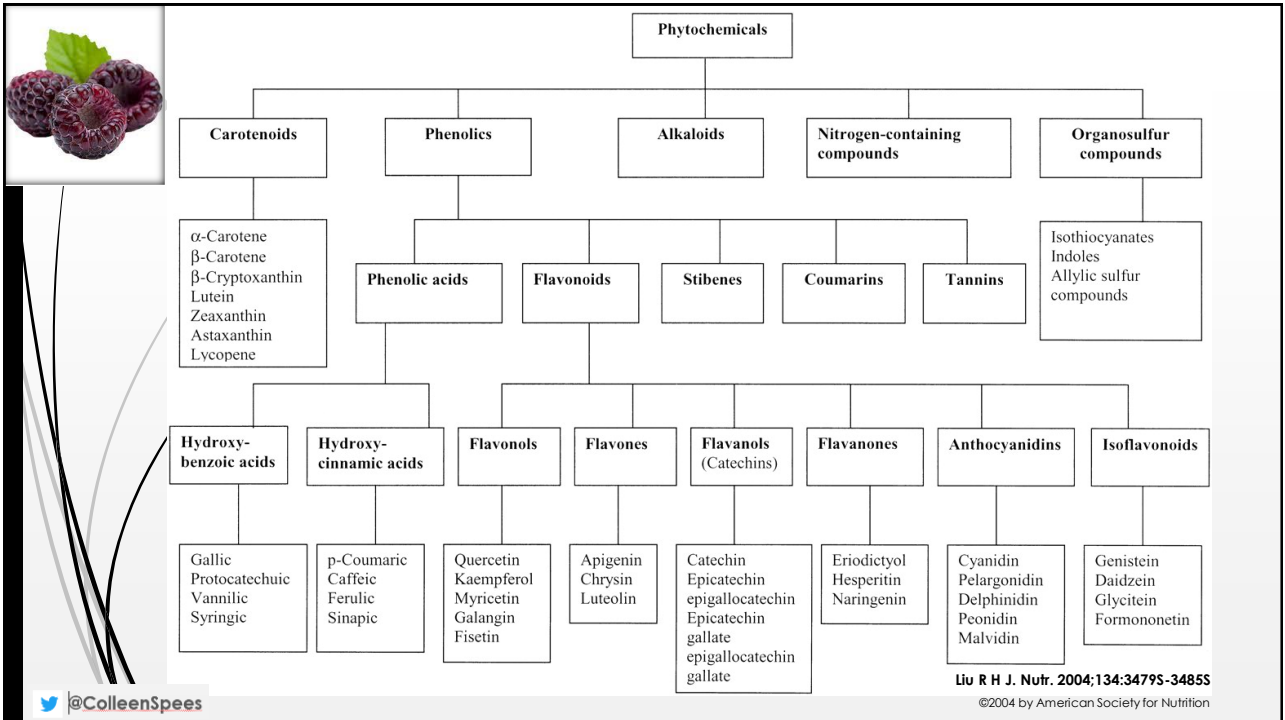 Phytochemicals
Carotenoids
Phenolics
Alkaloids
Nitrogen-containing
compounds
Organosulfur
compounds
α-Carotene
β-Carotene
β-Cryptoxanthin
Lutein
Zeaxanthin
Astaxanthin
Lycopene
Isothiocyanates
Indoles
Allylic sulfur
compounds
Phenolic acids
Flavonoids
Stibenes
Coumarins
Tannins
Hydroxy-
benzoic acids
Hydroxy-
cinnamic acids
Flavonols
Flavones
Flavanols
(Catechins)
Flavanones
Anthocyanidins
Isoflavonoids
Gallic
Protocatechuic
Vannilic
Syringic
p-Coumaric
Caffeic
Ferulic
Sinapic
Quercetin
Kaempferol
Myricetin
Galangin
Fisetin
Apigenin
Chrysin
Luteolin
Catechin
Epicatechin
epigallocatechin
Epicatechin
gallate
epigallocatechin
gallate
Eriodictyol
Hesperitin
Naringenin
Cyanidin
Pelargonidin
Delphinidin
Peonidin
Malvidin
Genistein
Daidzein
Glycitein
Formononetin
Liu R H J. Nutr. 2004;134:3479S-3485S
©2004 by American Society for Nutrition
@ColleenSpees